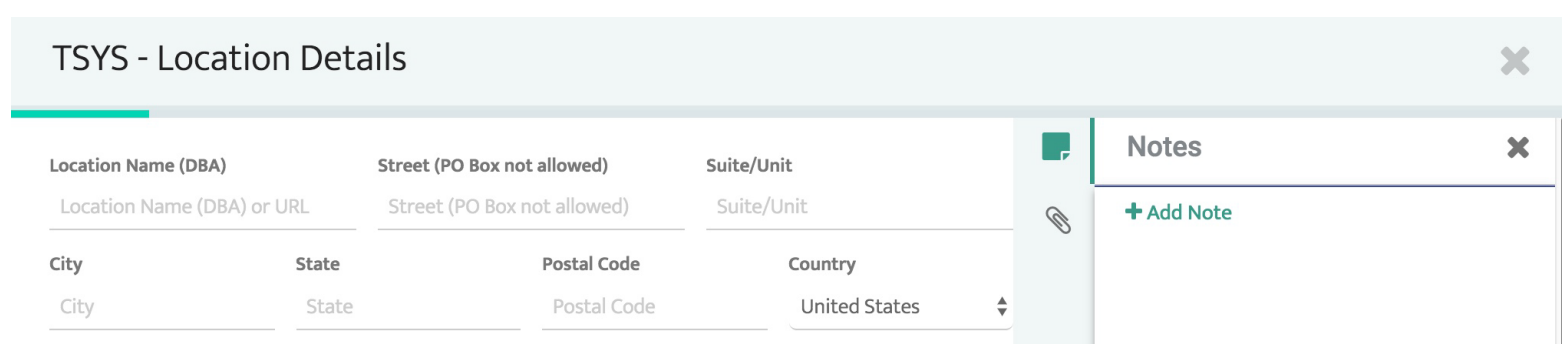 TSYS - Location Details
Location Name (DBA) Street (PO Box not allowed) Suite/Unit
Location Name (DBA) or URL Street (PO Box not allowed) Suite/Unit
City State Postal Code Country
City State Postal Code United States
Notes
+ Add Note